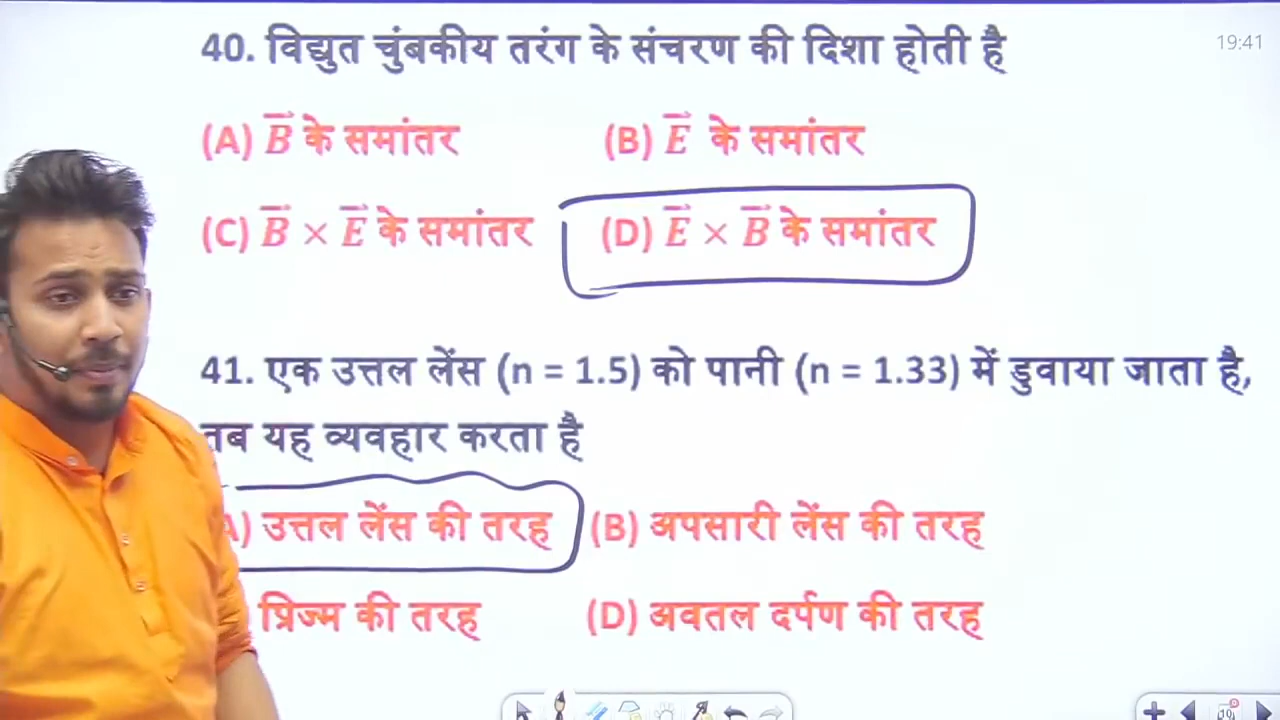 19:41
40. विद्युत चुंबकीय तरंग के संचरण की दिशा होती है
(A) B⃗ के समांतर (B) E⃗ के समांतर
(C) B⃗ × E⃗ के समांतर (D) E⃗ × B⃗ के समांतर
41. एक उत्तल लेंस (n = 1.5) को पानी (n = 1.33) में डुवाया जाता है,
तब यह व्यवहार करता है
A) उत्तल लेंस की तरह (B) अपसारी लेंस की तरह
प्रिज्म की तरह (D) अवतल दर्पण की तरह